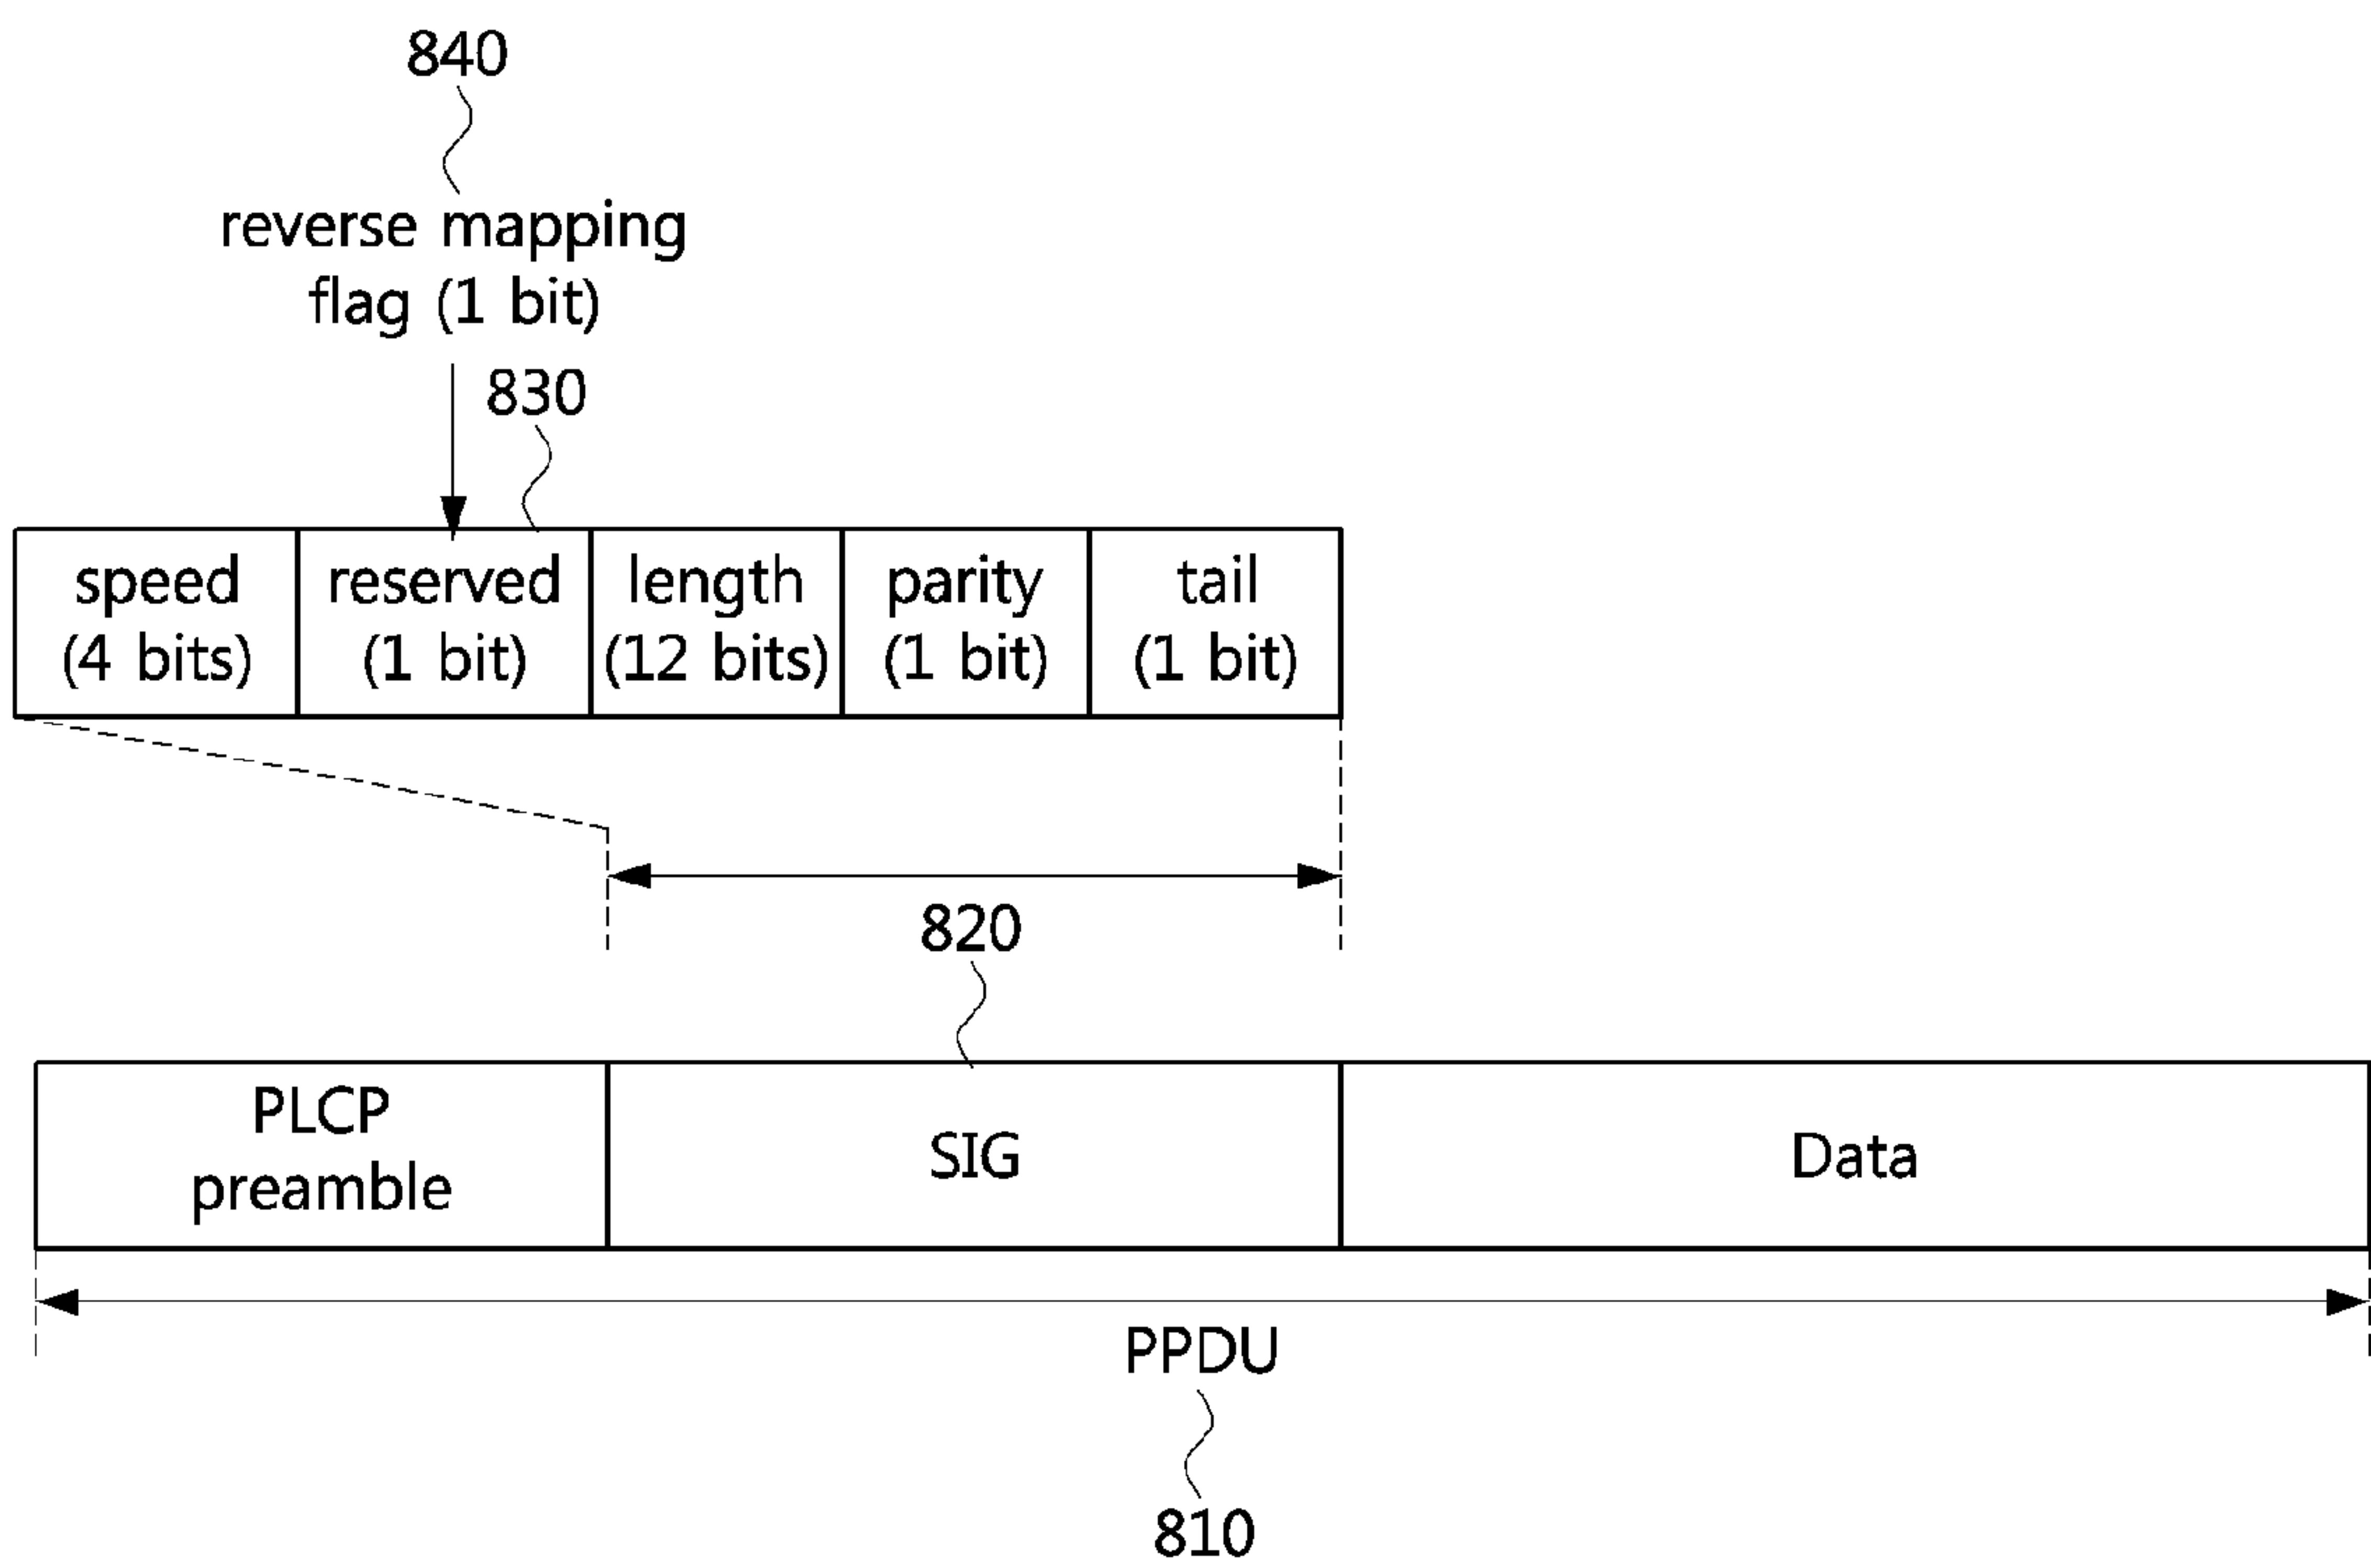 840
reverse mapping
flag (1 bit)
830
speed
(4 bits)
reserved
(1 bit)
length
(12 bits)
parity
(1 bit)
tail
(1 bit)
820
PLCP
preamble
SIG
Data
PPDU
810